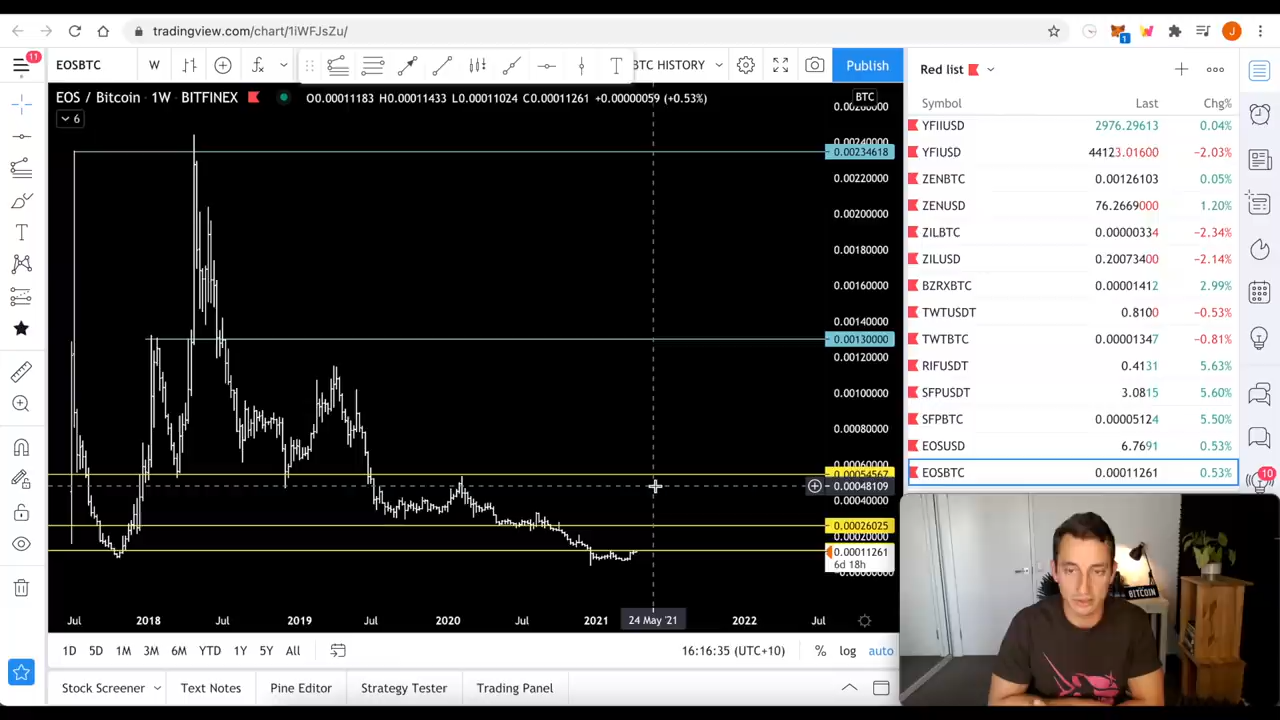 tradingview.com/chart/1iWFJsZu/
J
1
11
EOSBTC
W
BTC HISTORY
Publish
EOS / Bitcoin · 1W · BITFINEX
O0.00011183 H0.00011433 L0.00011024 C0.00011261 +0.00000059 (+0.53%)
6
BTC
0.00240000
0.00234618
0.00220000
0.00200000
0.00180000
0.00160000
0.00140000
0.00130000
0.00120000
0.00100000
0.00080000
0.00060000
0.00054567
0.00048109
0.00040000
0.00026025
0.00020000
0.00011261
6d 18h
Jul 2018 Jul 2019 Jul 2020 Jul 2021 24 May '21 2022 Jul
1D 5D 1M 3M 6M YTD 1Y 5Y All
16:16:35 (UTC+10) % log auto
Stock Screener Text Notes Pine Editor Strategy Tester Trading Panel
Red list
Symbol Last Chg%
YFIIUSD 2976.29613 0.04%
YFIUSD 44123.01600 −2.03%
ZENBTC 0.00126103 0.05%
ZENUSD 76.2669000 1.20%
ZILBTC 0.00000334 −2.34%
ZILUSD 0.20073400 −2.14%
BZRXBTC 0.00001412 2.99%
TWTUSDT 0.8100 −0.53%
TWTBTC 0.00001347 −0.81%
RIFUSDT 0.4131 5.63%
SFPUSDT 3.0815 5.60%
SFPBTC 0.00005124 5.50%
EOSUSD 6.7691 0.53%
EOSBTC 0.00011261 0.53%
10
BITCOIN